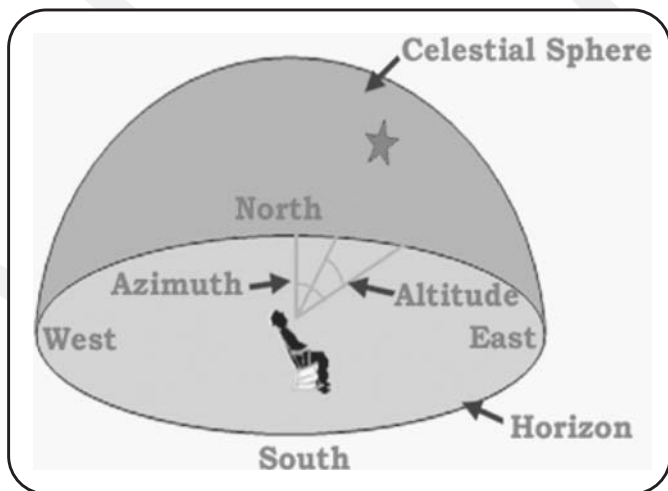 Celestial Sphere
North
Azimuth
Altitude
West
East
Horizon
South